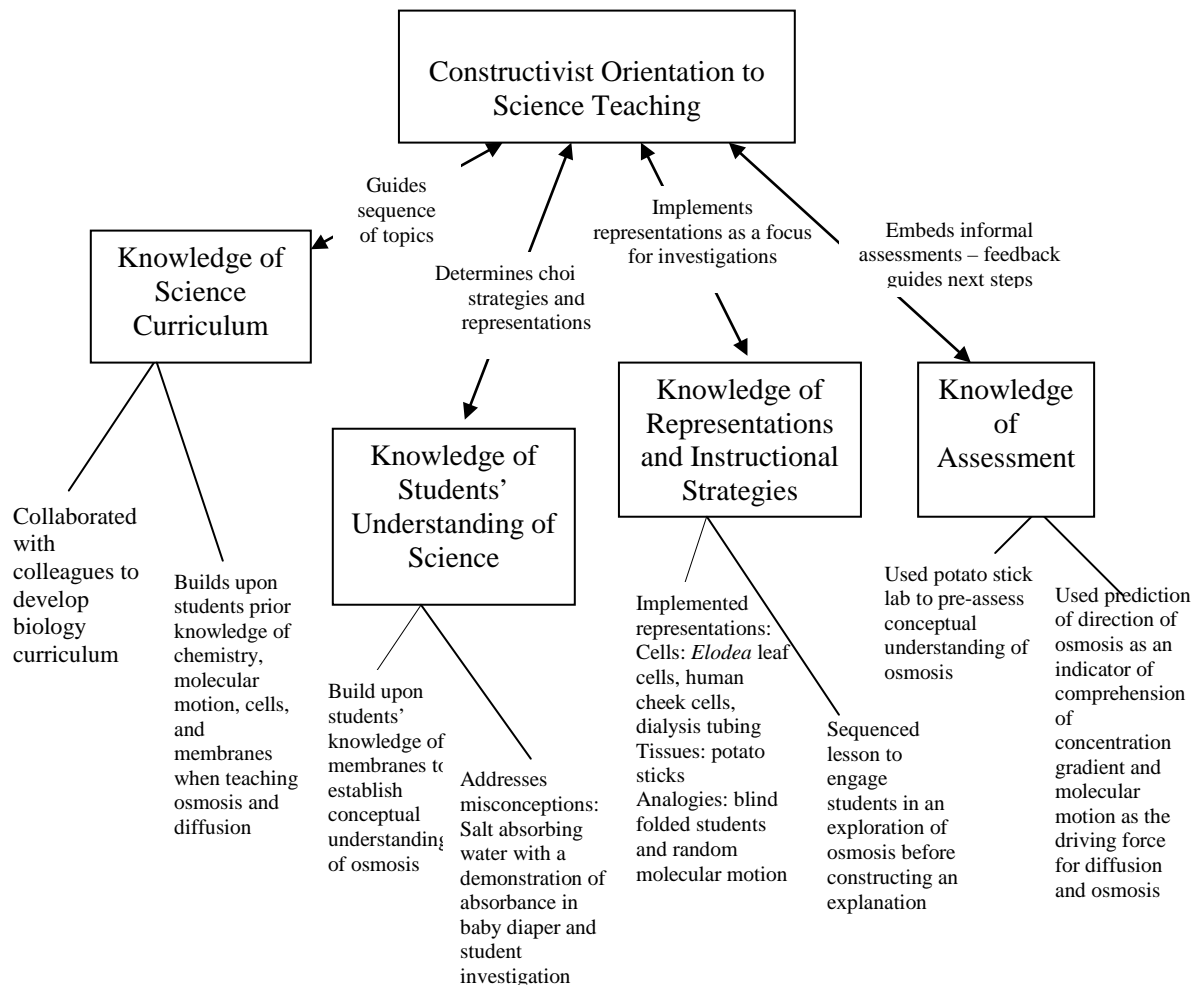 Constructivist Orientation to
Science Teaching
Guides
sequence
of topics
Implements
representations as a focus
for investigations
Embeds informal
assessments – feedback
guides next steps
Determines choi
strategies and
representations
Knowledge of
Science
Curriculum
Knowledge of
Students’
Understanding of
Science
Knowledge of
Representations
and Instructional
Strategies
Knowledge
of
Assessment
Collaborated
with
colleagues to
develop
biology
curriculum
Builds upon
students prior
knowledge of
chemistry,
molecular
motion, cells,
and
membranes
when teaching
osmosis and
diffusion
Build upon
students’
knowledge of
membranes to
establish
conceptual
understanding
of osmosis
Addresses
misconceptions:
Salt absorbing
water with a
demonstration of
absorbance in
baby diaper and
student
investigation
Implemented
representations:
Cells: Elodea leaf
cells, human
cheek cells,
dialysis tubing
Tissues: potato
sticks
Analogies: blind
folded students
and random
molecular motion
Sequenced
lesson to
engage
students in an
exploration of
osmosis before
constructing an
explanation
Used potato stick
lab to pre-assess
conceptual
understanding of
osmosis
Used prediction
of direction of
osmosis as an
indicator of
comprehension
of
concentration
gradient and
molecular
motion as the
driving force
for diffusion
and osmosis